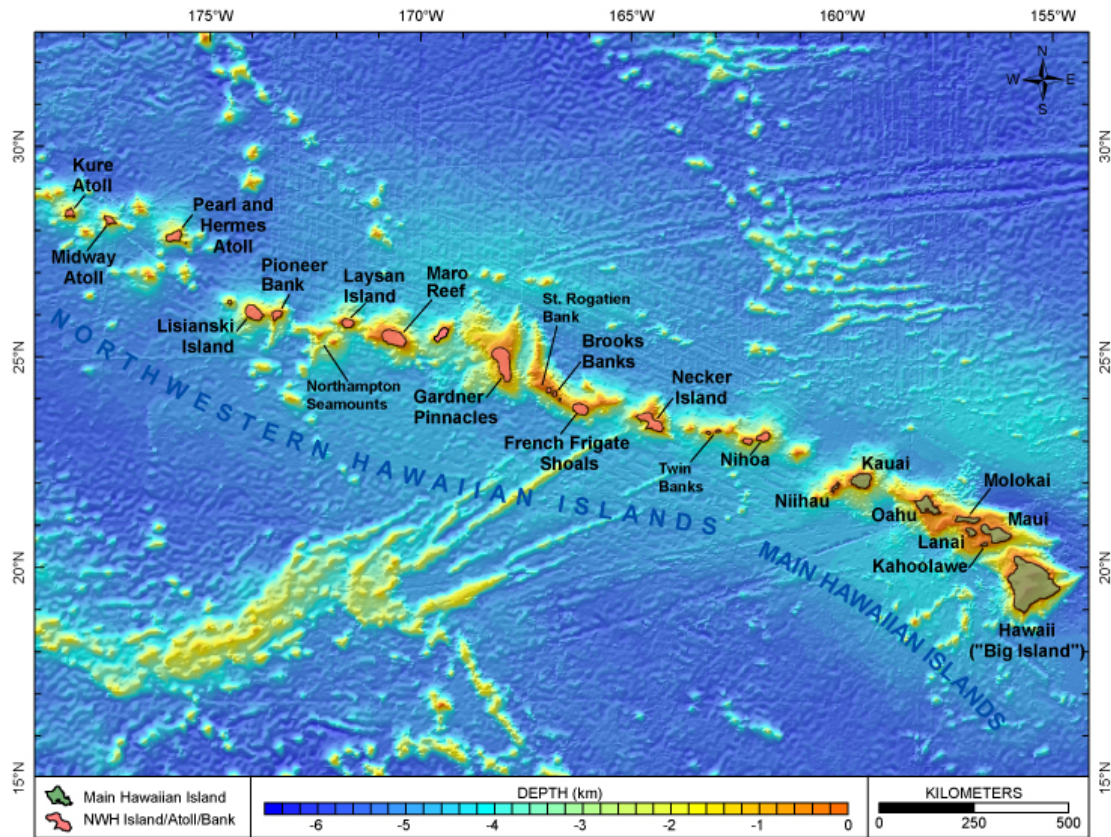 175°W 170°W 165°W 160°W 155°W
N
W E
S
30°N 30°N
Kure
Atoll
Pearl and
Hermes
Atoll
Midway
Atoll
Pioneer
Bank
Laysan
Island
Maro
Reef
St. Rogatien
Bank
Brooks
Banks
Lisianski
Island
25°N 25°N
Northampton
Seamounts
Gardner
Pinnacles
Necker
Island
French Frigate
Shoals
Twin
Banks
Nihoa
Kauai
Molokai
Niihau
Oahu
Maui
Lanai
Kahoolawe
20°N 20°N
Hawaii
("Big Island")
NORTHWESTERN HAWAIIAN ISLANDS
MAIN HAWAIIAN ISLANDS
15°N 15°N
Main Hawaiian Island
NWH Island/Atoll/Bank
DEPTH (km)
-6 -5 -4 -3 -2 -1 0
KILOMETERS
0 250 500